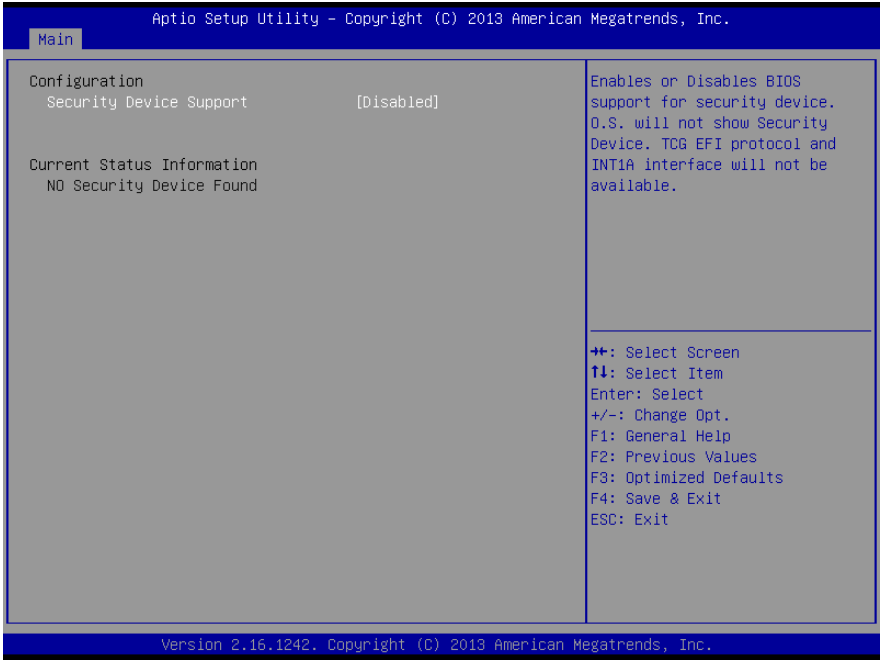 Aptio Setup Utility – Copyright (C) 2013 American Megatrends, Inc.
Main
Configuration
Security Device Support [Disabled]
Current Status Information
NO Security Device Found
Enables or Disables BIOS
support for security device.
O.S. will not show Security
Device. TCG EFI protocol and
INT1A interface will not be
available.
→←: Select Screen
↑↓: Select Item
Enter: Select
+/-: Change Opt.
F1: General Help
F2: Previous Values
F3: Optimized Defaults
F4: Save & Exit
ESC: Exit
Version 2.16.1242. Copyright (C) 2013 American Megatrends, Inc.